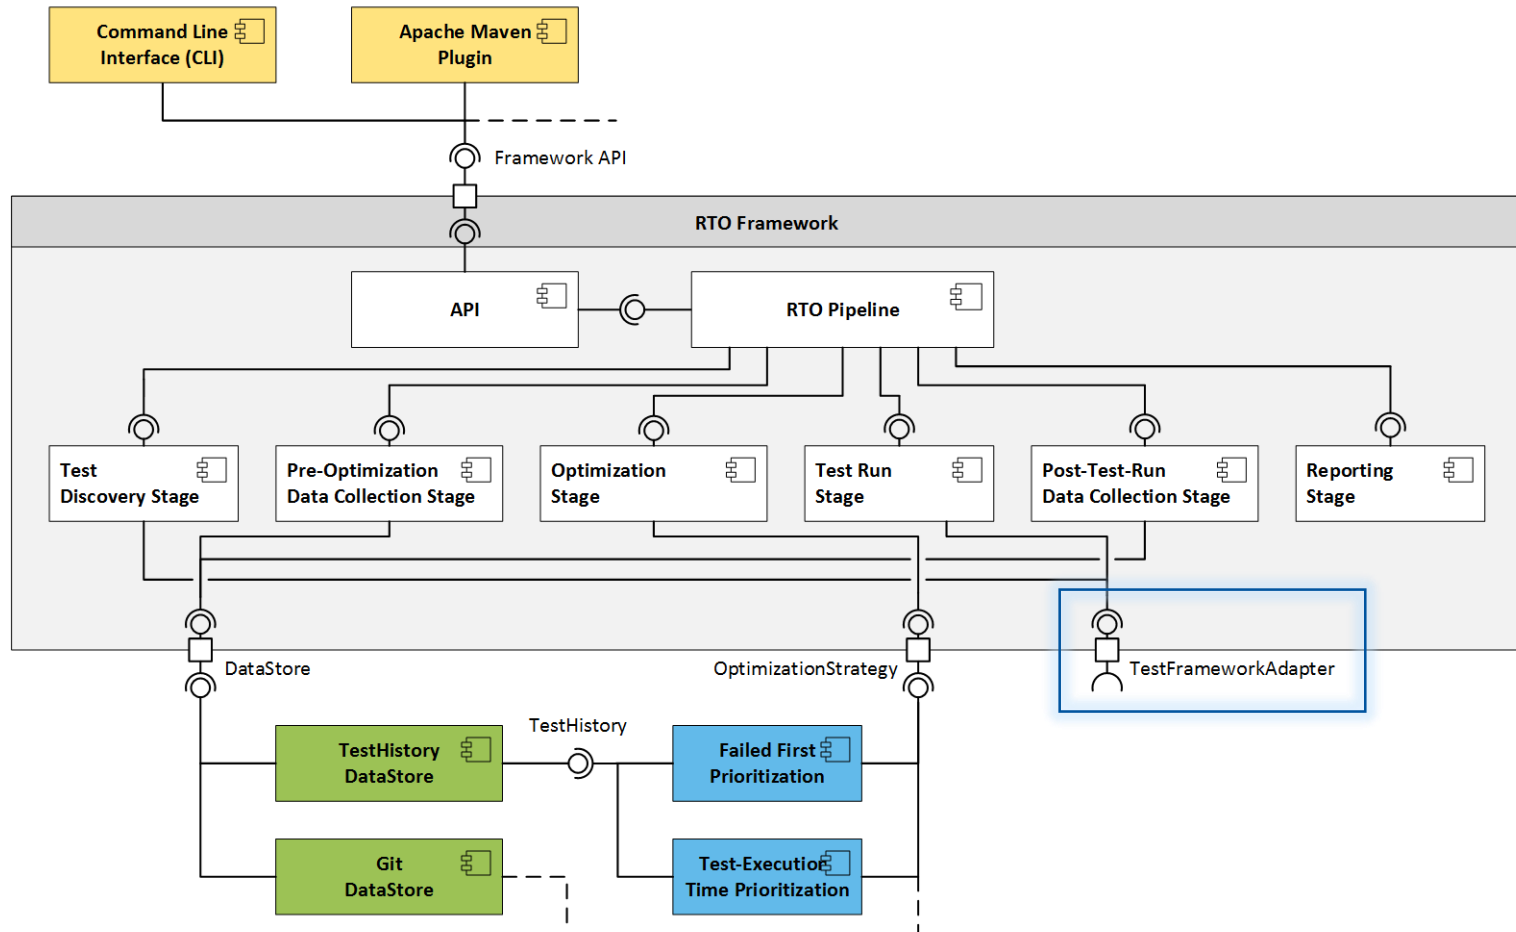 Command Line
Interface (CLI)
Apache Maven
Plugin
Framework API
RTO Framework
API
RTO Pipeline
Test
Discovery Stage
Pre-Optimization
Data Collection Stage
Optimization
Stage
Test Run
Stage
Post-Test-Run
Data Collection Stage
Reporting
Stage
DataStore
OptimizationStrategy
TestFrameworkAdapter
TestHistory
DataStore
TestHistory
Failed First
Prioritization
Git
DataStore
Test-Execution
Time Prioritization